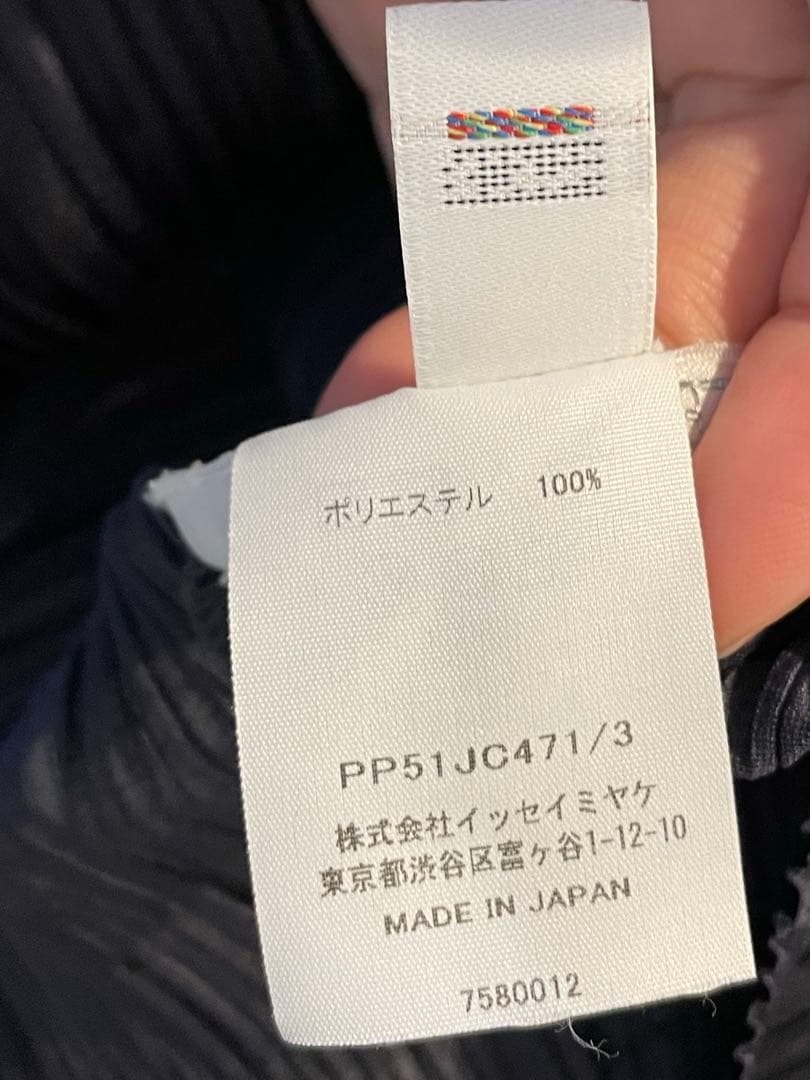 ポリエステル 100%
PP51JC471/3
株式会社イッセイミヤケ
東京都渋谷区富ヶ谷1-12-10
MADE IN JAPAN
7580012